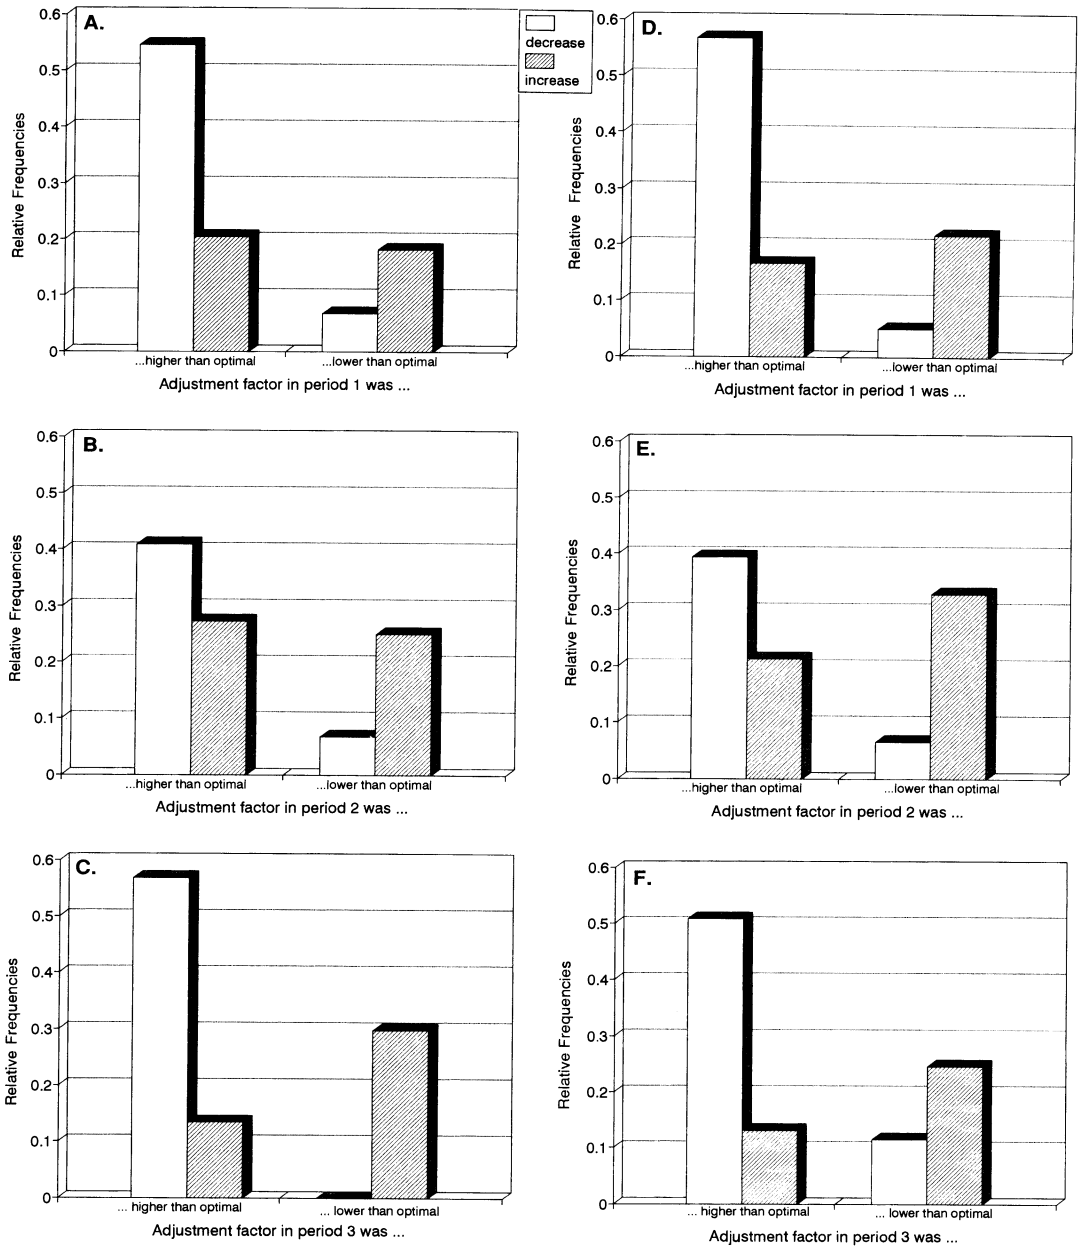 A.
0.6
0.5
0.4
0.3
0.2
0.1
0
Relative Frequencies
...higher than optimal
...lower than optimal
Adjustment factor in period 1 was ...
decrease
increase
D.
0.6
0.5
0.4
0.3
0.2
0.1
0
Relative Frequencies
...higher than optimal
...lower than optimal
Adjustment factor in period 1 was ...
B.
0.6
0.5
0.4
0.3
0.2
0.1
0
Relative Frequencies
...higher than optimal
...lower than optimal
Adjustment factor in period 2 was ...
E.
0.6
0.5
0.4
0.3
0.2
0.1
0
Relative Frequencies
...higher than optimal
...lower than optimal
Adjustment factor in period 2 was ...
C.
0.6
0.5
0.4
0.3
0.2
0.1
0
Relative Frequencies
... higher than optimal
... lower than optimal
Adjustment factor in period 3 was ...
F.
0.6
0.5
0.4
0.3
0.2
0.1
0
Relative Frequencies
... higher than optimal
... lower than optimal
Adjustment factor in period 3 was ...